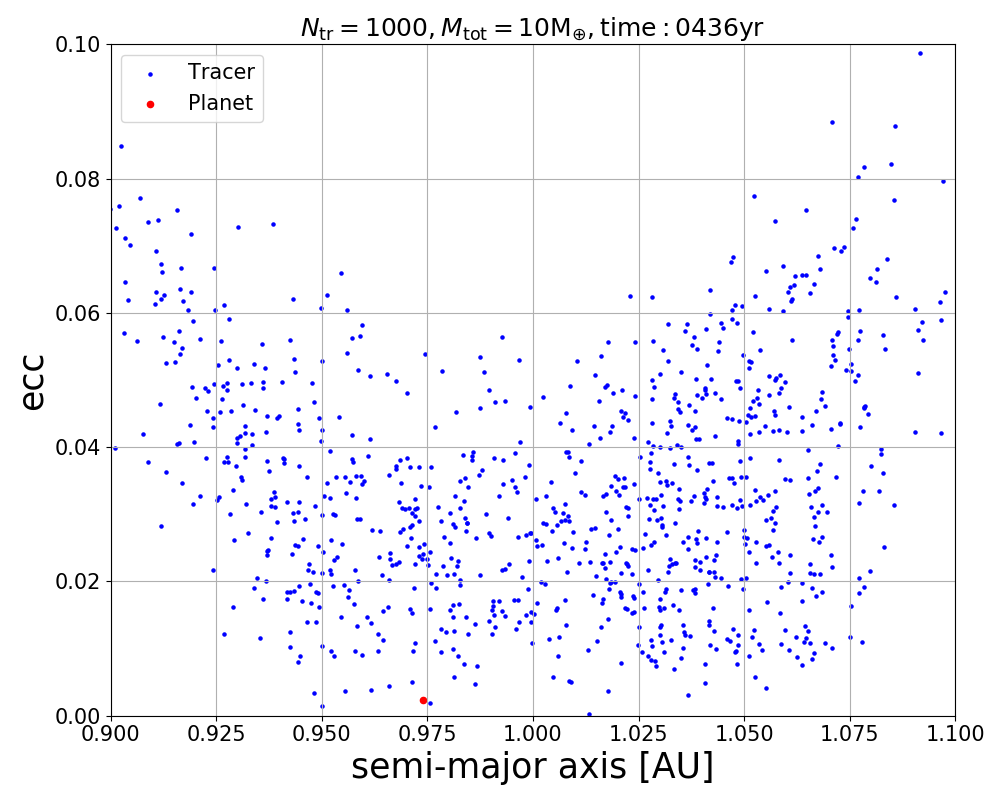 N_tr = 1000, M_tot = 10M_⊕, time : 0436yr
Tracer
Planet
0.10
0.08
0.06
0.04
0.02
0.00
ecc
0.900 0.925 0.950 0.975 1.000 1.025 1.050 1.075 1.100
semi-major axis [AU]